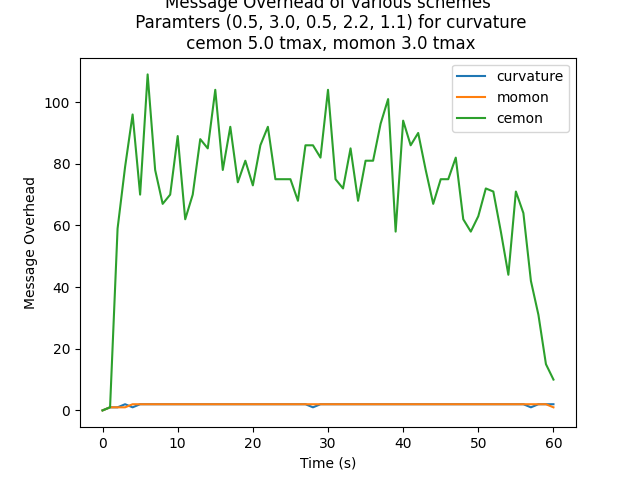 Message Overhead of Various schemes
Paramters (0.5, 3.0, 0.5, 2.2, 1.1) for curvature
cemon 5.0 tmax, momon 3.0 tmax
curvature
momon
cemon
Message Overhead
100
80
60
40
20
0
0 10 20 30 40 50 60
Time (s)